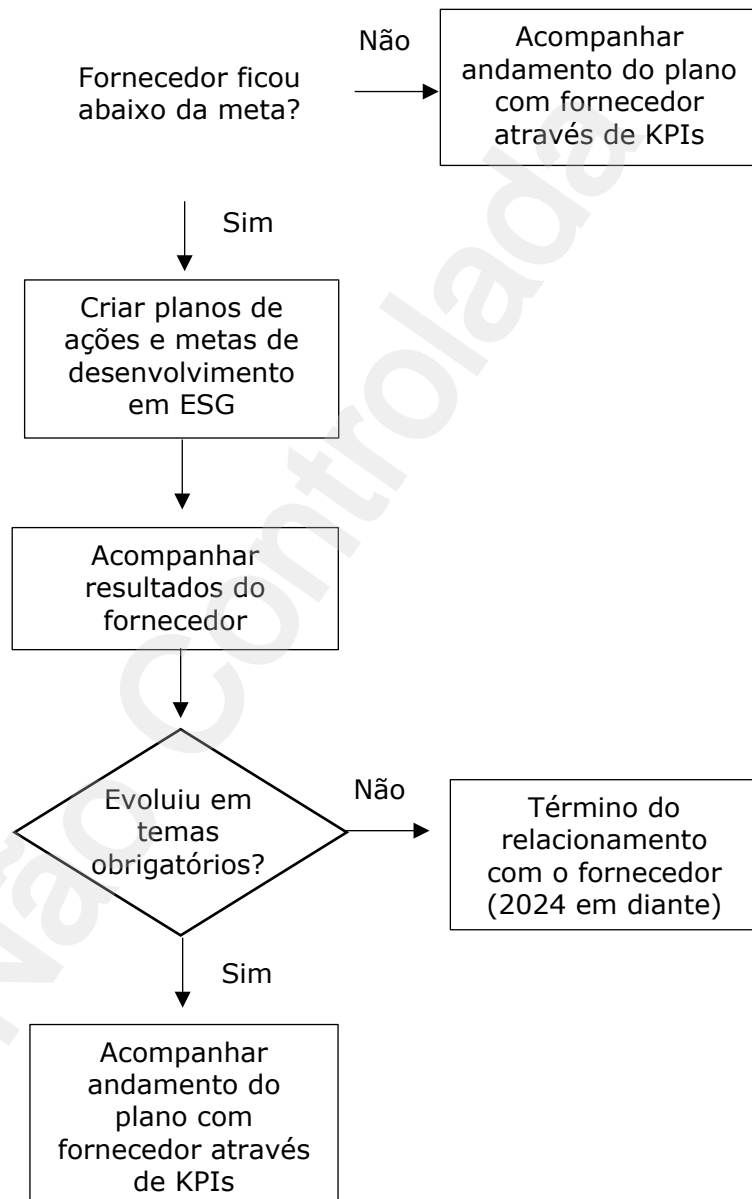 Fornecedor ficou
abaixo da meta?
Não
Acompanhar
andamento do plano
com fornecedor
através de KPIs
Sim
Criar planos de
ações e metas de
desenvolvimento
em ESG
Acompanhar
resultados do
fornecedor
Evoluiu em
temas
obrigatórios?
Não
Término do
relacionamento
com o fornecedor
(2024 em diante)
Sim
Acompanhar
andamento do
plano com
fornecedor através
de KPIs
Não Controlada